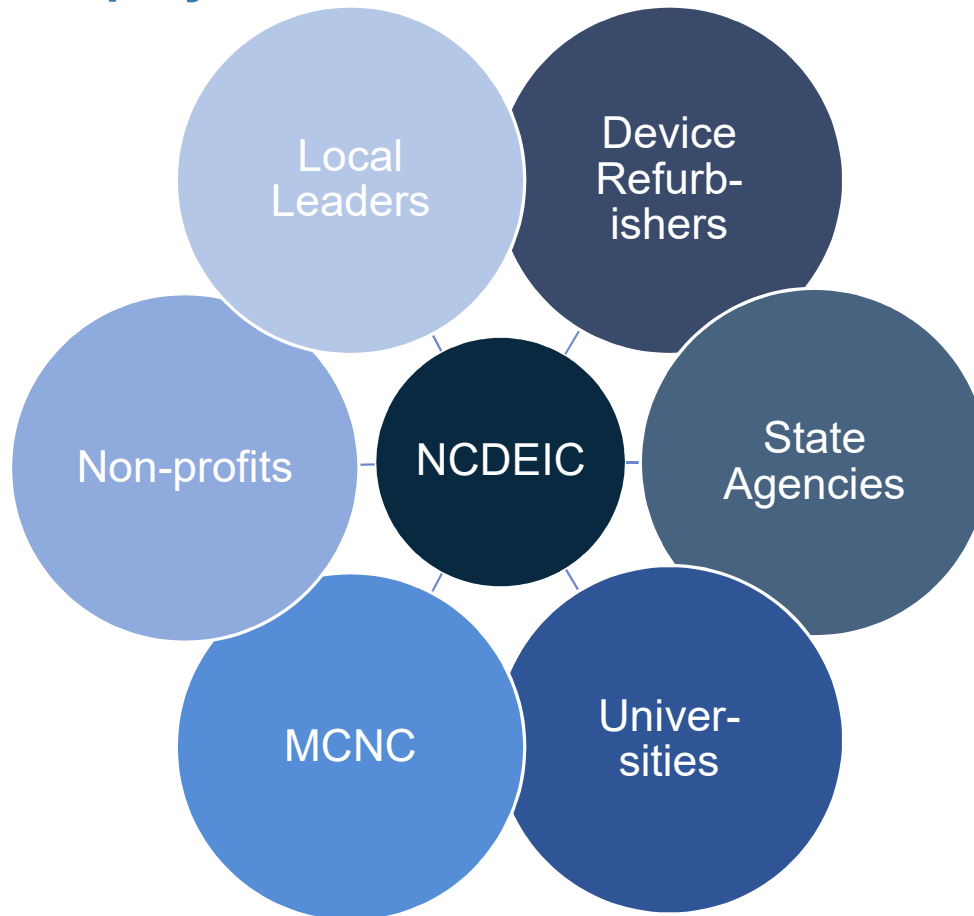 Local
Leaders
Device
Refurb-
ishers
Non-profits
NCDEIC
State
Agencies
MCNC
Univer-
sities